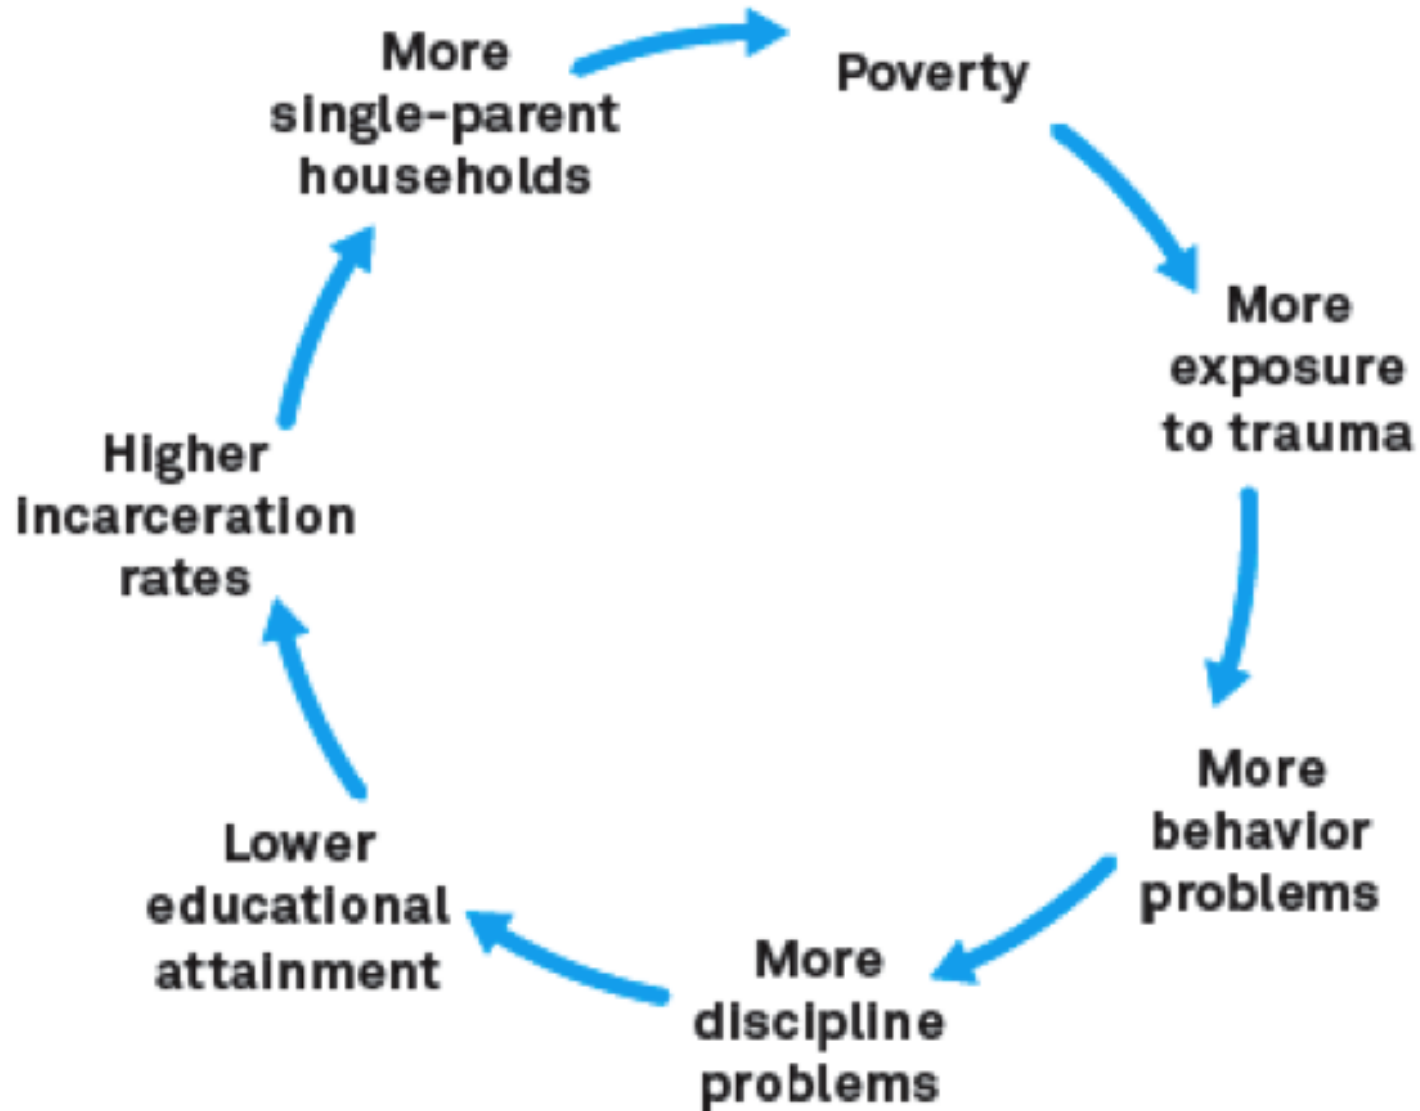 More
single-parent
households
Poverty
More
exposure
to trauma
More
behavior
problems
More
discipline
problems
Lower
educational
attainment
Higher
incarceration
rates